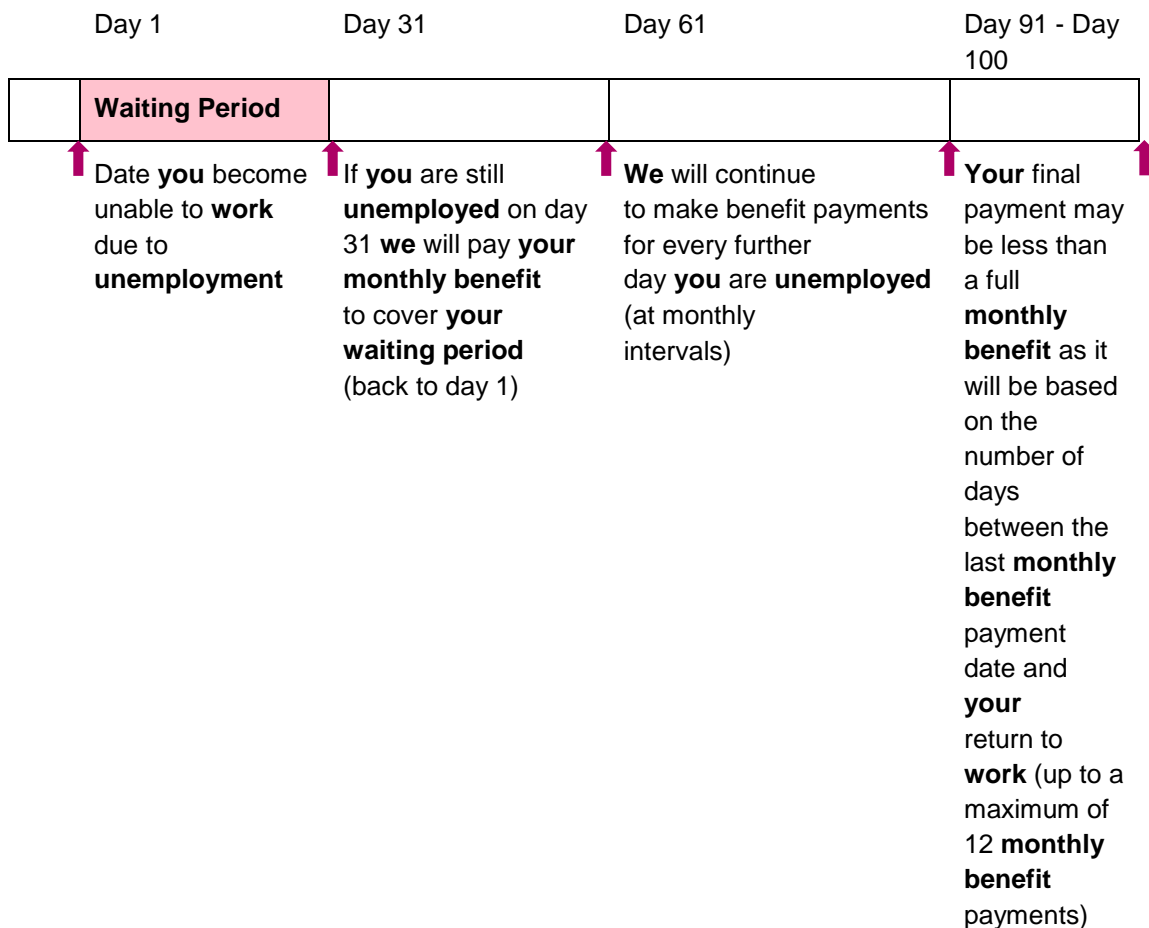 Day 1
Day 31
Day 61
Day 91 - Day
100
Waiting Period
Date you become
unable to work
due to
unemployment
If you are still
unemployed on day
31 we will pay your
monthly benefit
to cover your
waiting period
(back to day 1)
We will continue
to make benefit payments
for every further
day you are unemployed
(at monthly
intervals)
Your final
payment may
be less than
a full
monthly
benefit as it
will be based
on the
number of
days
between the
last monthly
benefit
payment
date and
your
return to
work (up to a
maximum of
12 monthly
benefit
payments)